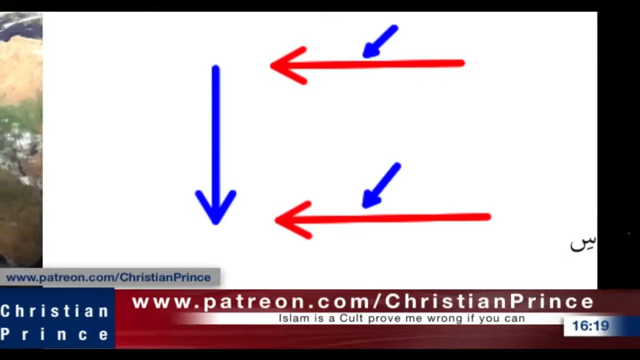 سِ
www.patreon.com/ChristianPrince
Christian
Prince
www.patreon.com/ChristianPrince
Islam is a Cult prove me wrong if you can
16:19